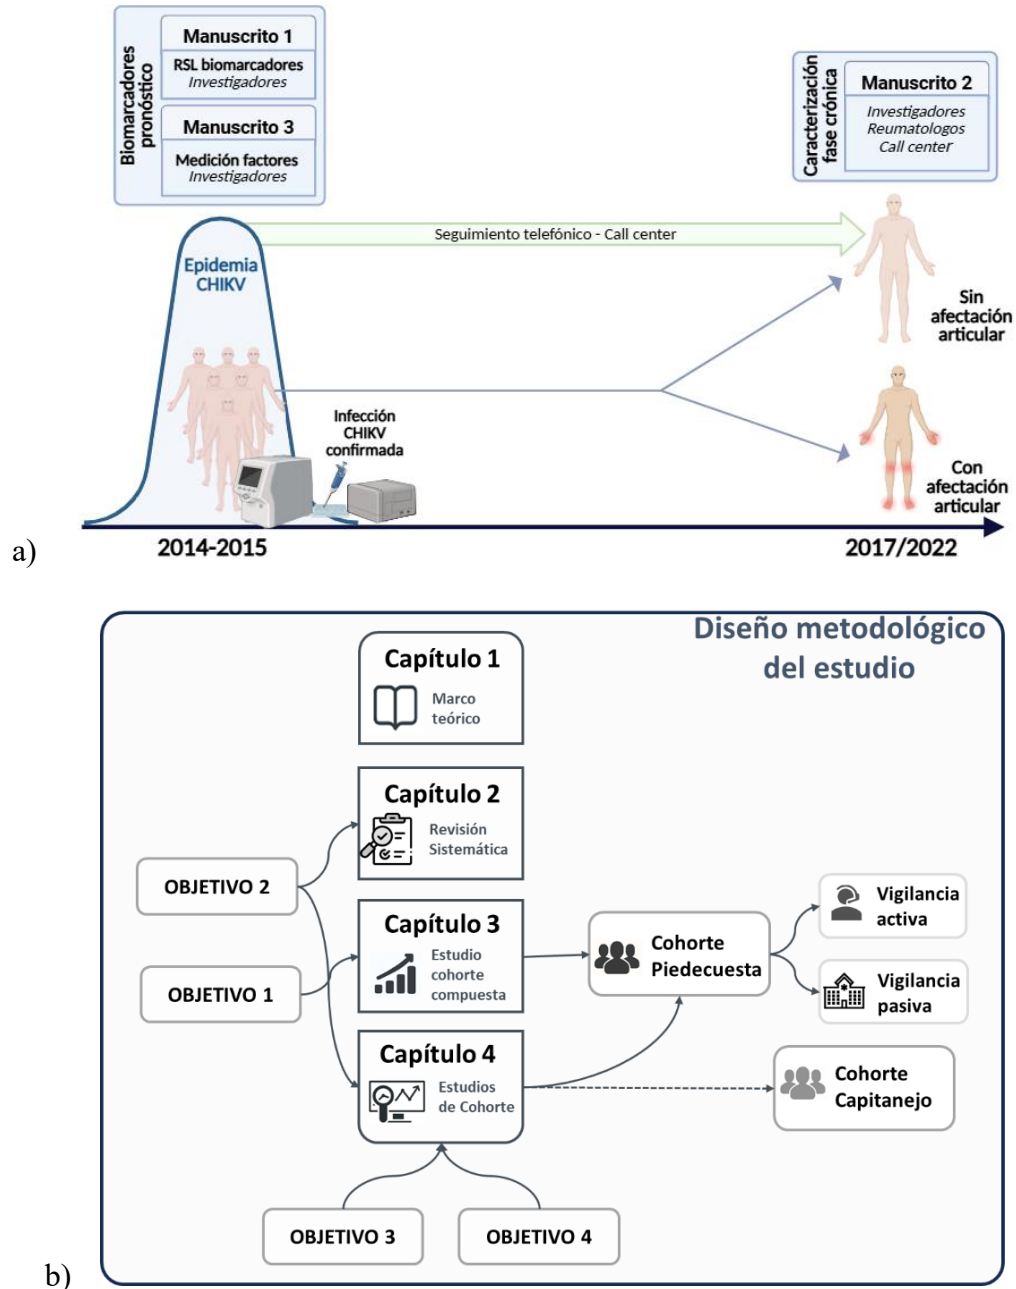 Biomarcadores
pronóstico
Manuscrito 1
RSL biomarcadores
Investigadores
Manuscrito 3
Medición factores
Investigadores
Caracterización
fase crónica
Manuscrito 2
Investigadores
Reumatologos
Call center
Seguimiento telefónico - Call center
Epidemia
CHIKV
Sin
afectación
articular
Infección
CHIKV
confirmada
Con
afectación
articular
2014-2015
2017/2022
a)
Diseño metodológico
del estudio
Capítulo 1
Marco
teórico
Capítulo 2
Revisión
Sistemática
OBJETIVO 2
Capítulo 3
Estudio
cohorte
compuesta
OBJETIVO 1
Cohorte
Piedecuesta
Vigilancia
activa
Vigilancia
pasiva
Capítulo 4
Estudios
de Cohorte
Cohorte
Capitanejo
OBJETIVO 3
OBJETIVO 4
b)